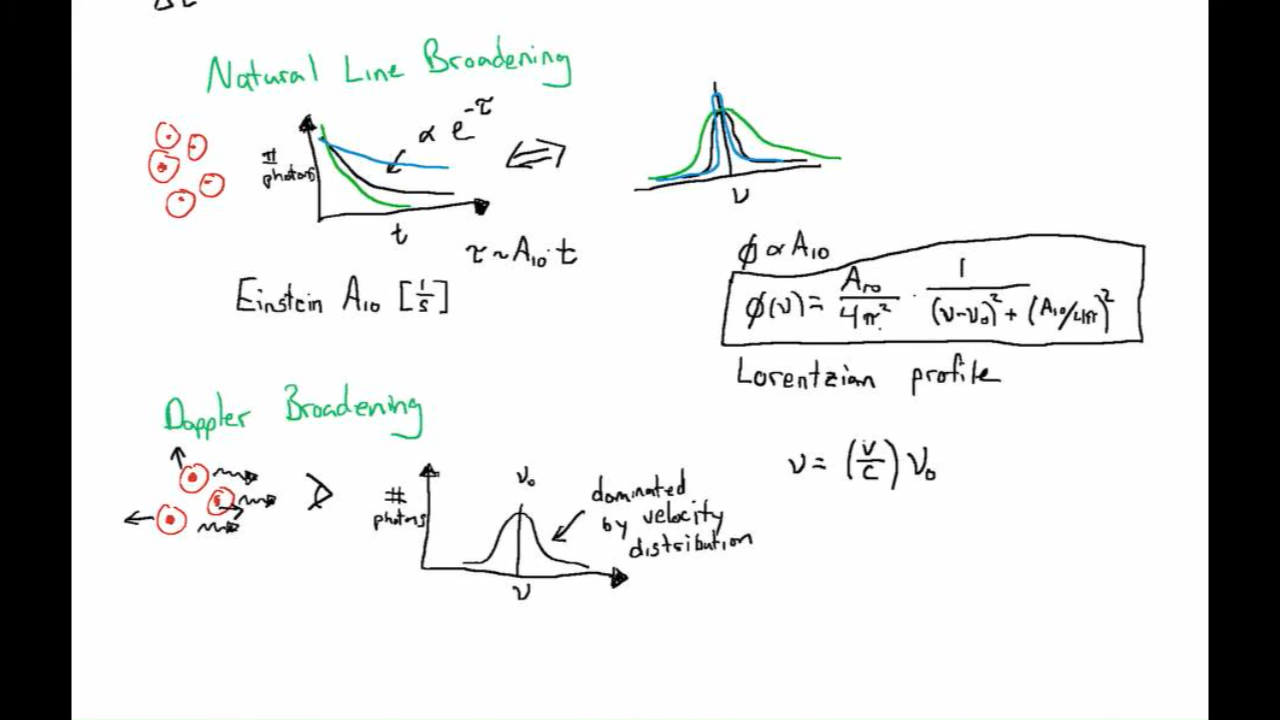 Natural Line Broadening
∝ e^-τ
# photons
t
τ ~ A₁₀·t
⇐⇒
ν
Einstein A₁₀ [1/s]
φ ∝ A₁₀
φ(ν) = A₁₀/4π² · 1/((ν-ν₀)² + (A₁₀/4π)²)
Lorentzian profile
Doppler Broadening
# photons
ν₀
ν
dominated
by velocity
distribution
ν = (v/c) ν₀